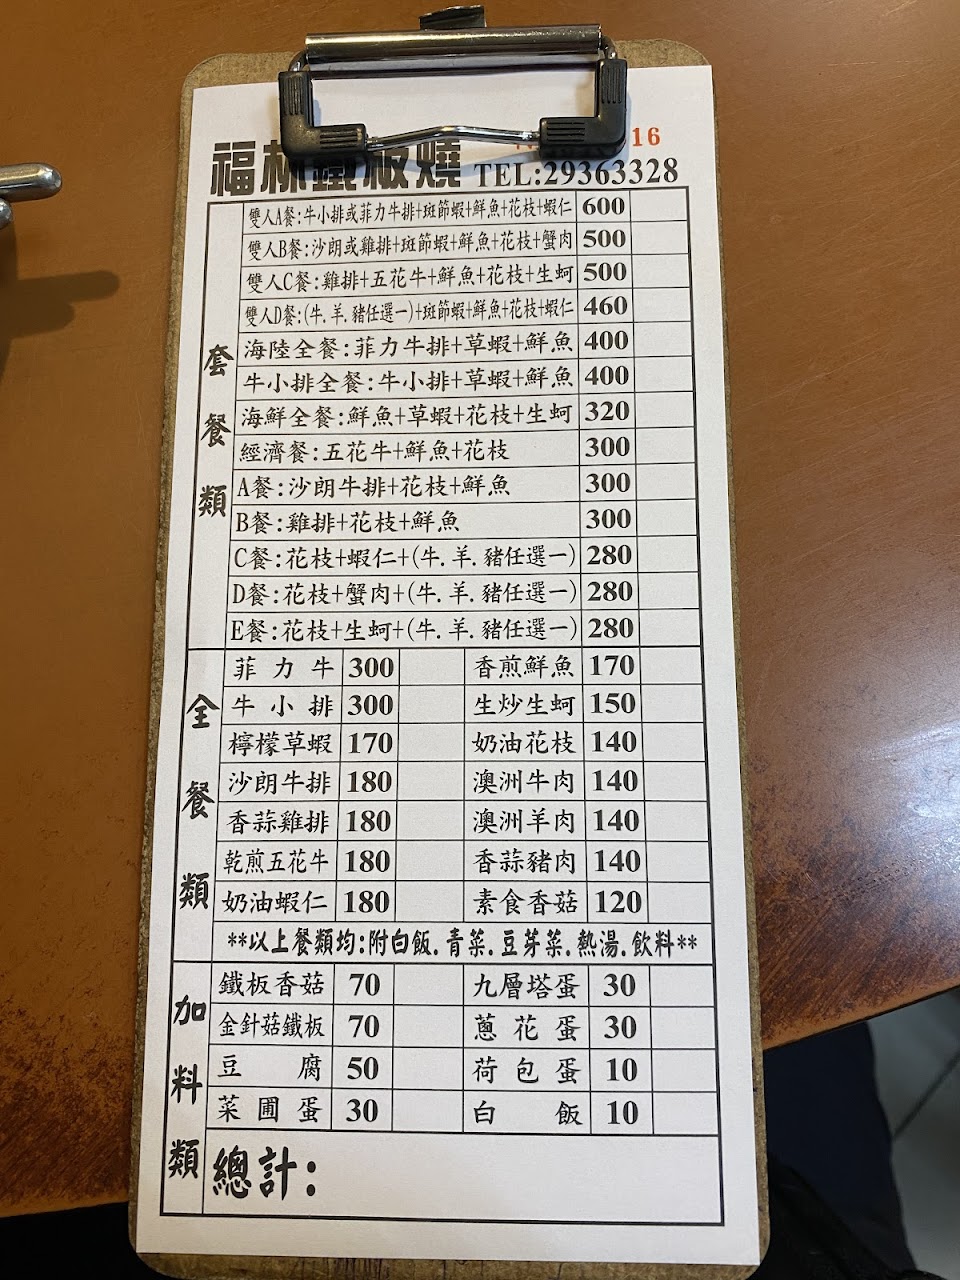 16
福林鐵板燒 TEL:29363328
套餐類
雙人A餐:牛小排或菲力牛排+斑節蝦+鮮魚+花枝+蝦仁 600
雙人B餐:沙朗或雞排+斑節蝦+鮮魚+花枝+蟹肉 500
雙人C餐:雞排+五花牛+鮮魚+花枝+生蚵 500
雙人D餐:(牛.羊.豬任選一)+斑節蝦+鮮魚+花枝+蝦仁 460
海陸全餐:菲力牛排+草蝦+鮮魚 400
牛小排全餐:牛小排+草蝦+鮮魚 400
海鮮全餐:鮮魚+草蝦+花枝+生蚵 320
經濟餐:五花牛+鮮魚+花枝 300
A餐:沙朗牛排+花枝+鮮魚 300
B餐:雞排+花枝+鮮魚 300
C餐:花枝+蝦仁+(牛.羊.豬任選一) 280
D餐:花枝+蟹肉+(牛.羊.豬任選一) 280
E餐:花枝+生蚵+(牛.羊.豬任選一) 280
全餐類
菲力牛 300 香煎鮮魚 170
牛小排 300 生炒生蚵 150
檸檬草蝦 170 奶油花枝 140
沙朗牛排 180 澳洲牛肉 140
香蒜雞排 180 澳洲羊肉 140
乾煎五花牛 180 香蒜豬肉 140
奶油蝦仁 180 素食香菇 120
**以上餐類均:附白飯.青菜.豆芽菜.熱湯.飲料**
加料類
鐵板香菇 70 九層塔蛋 30
金針菇鐵板 70 蔥花蛋 30
豆腐 50 荷包蛋 10
菜圃蛋 30 白飯 10
總計: